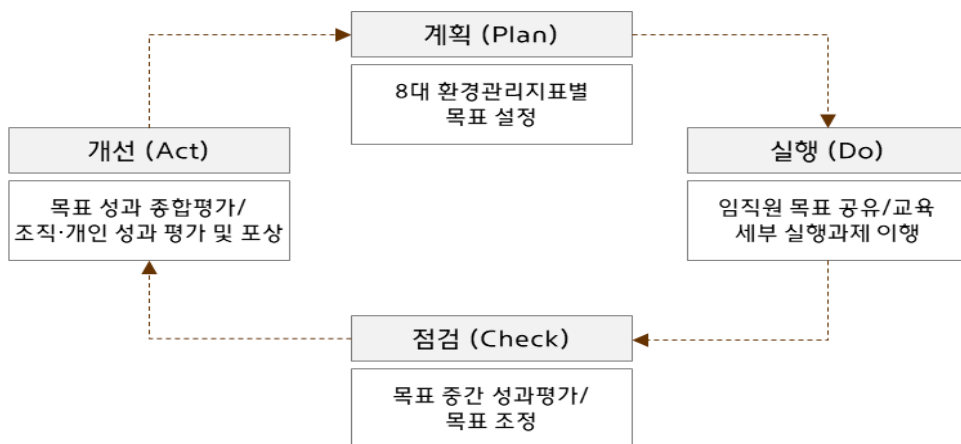 계획 (Plan)
8대 환경관리지표별
목표 설정
실행 (Do)
임직원 목표 공유/교육
세부 실행과제 이행
점검 (Check)
목표 중간 성과평가/
목표 조정
개선 (Act)
목표 성과 종합평가/
조직·개인 성과 평가 및 포상